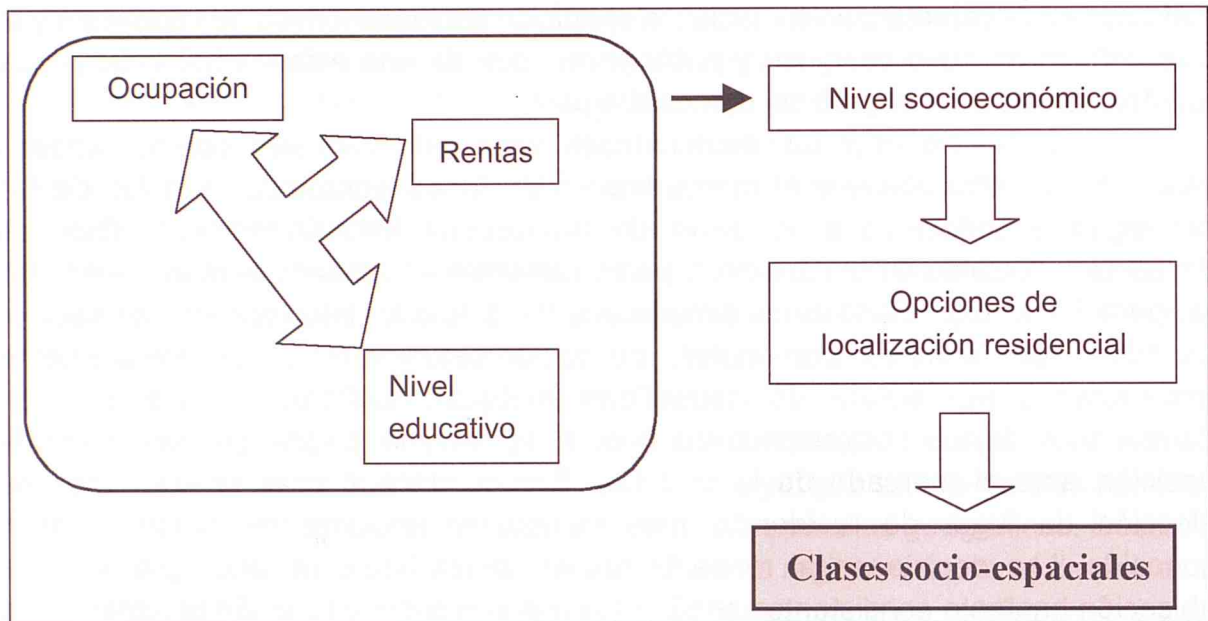 Ocupación
Rentas
Nivel
educativo
Nivel socioeconómico
Opciones de
localización residencial
Clases socio-espaciales